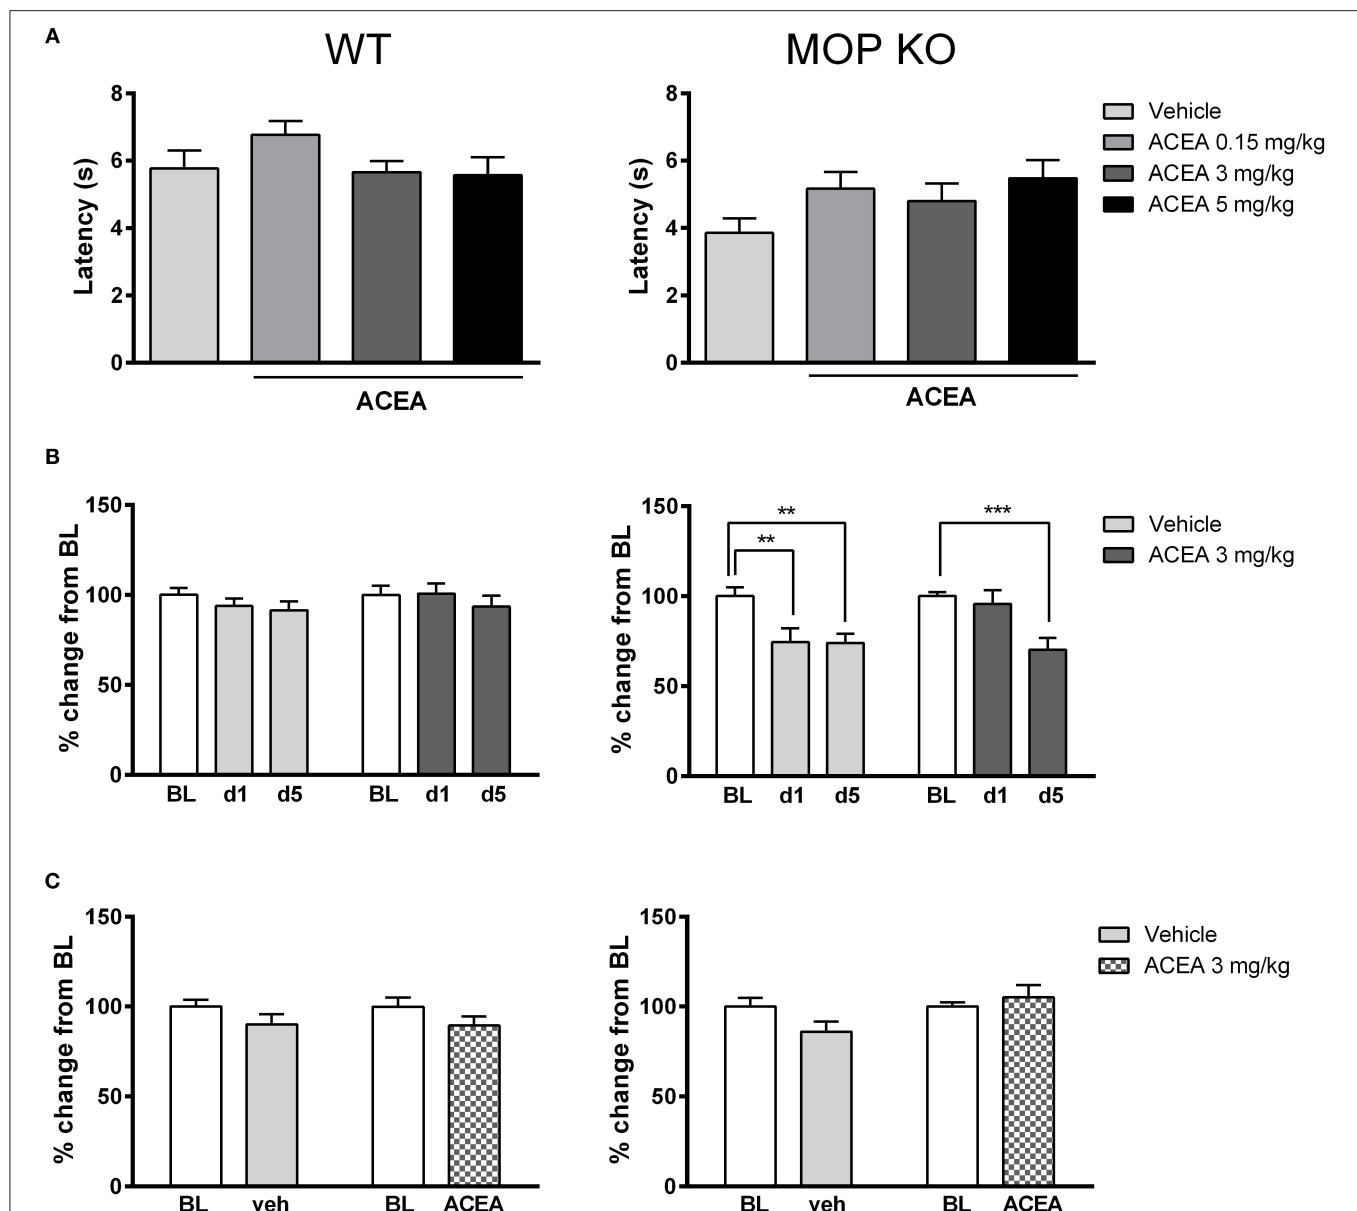 A
WT
MOP KO
8
6
4
2
0
Latency (s)
ACEA
8
6
4
2
0
Latency (s)
ACEA
Vehicle
ACEA 0.15 mg/kg
ACEA 3 mg/kg
ACEA 5 mg/kg
B
150
100
50
0
% change from BL
BL d1 d5 BL d1 d5
150
100
50
0
% change from BL
** 
**
***
BL d1 d5 BL d1 d5
Vehicle
ACEA 3 mg/kg
C
150
100
50
0
% change from BL
BL veh BL ACEA
150
100
50
0
% change from BL
BL veh BL ACEA
Vehicle
ACEA 3 mg/kg